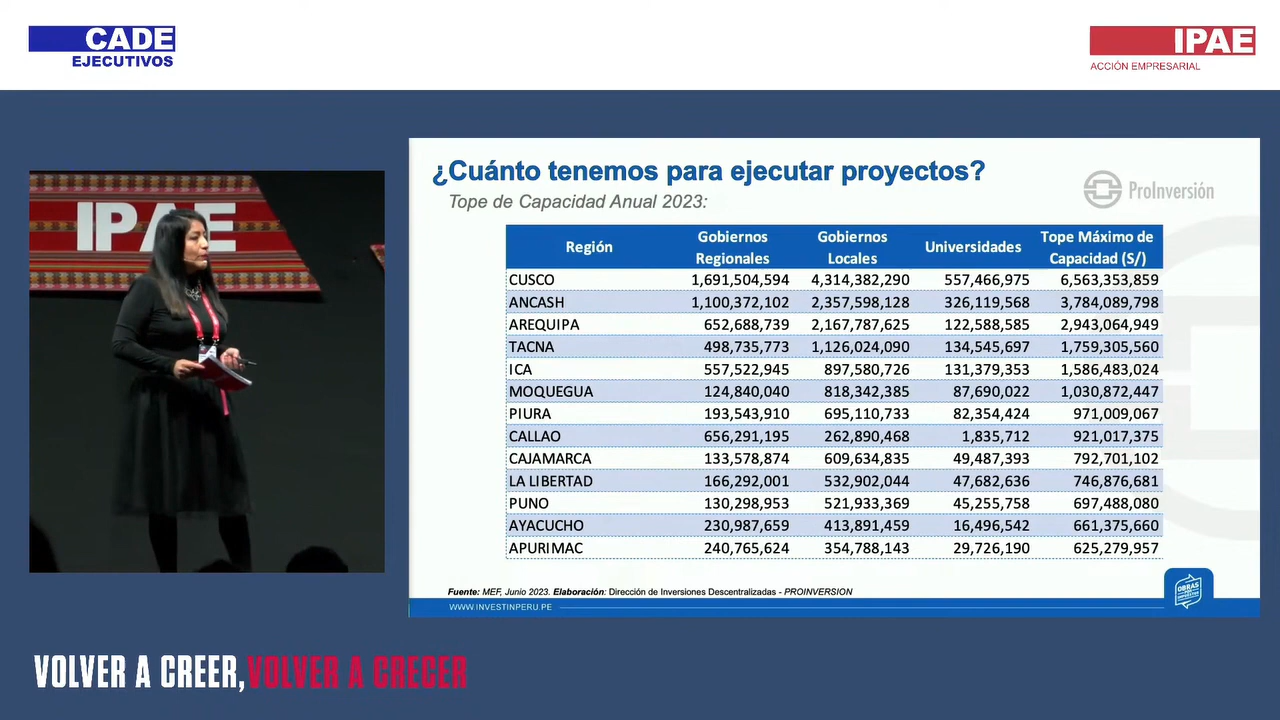 CADE
EJECUTIVOS
IPAE
ACCIÓN EMPRESARIAL
IPAE
¿Cuánto tenemos para ejecutar proyectos?
Tope de Capacidad Anual 2023:
ProInversión
Región Gobiernos Regionales Gobiernos Locales Universidades Tope Máximo de Capacidad (S/)
CUSCO 1,691,504,594 4,314,382,290 557,466,975 6,563,353,859
ANCASH 1,100,372,102 2,357,598,128 326,119,568 3,784,089,798
AREQUIPA 652,688,739 2,167,787,625 122,588,585 2,943,064,949
TACNA 498,735,773 1,126,024,090 134,545,697 1,759,305,560
ICA 557,522,945 897,580,726 131,379,353 1,586,483,024
MOQUEGUA 124,840,040 818,342,385 87,690,022 1,030,872,447
PIURA 193,543,910 695,110,733 82,354,424 971,009,067
CALLAO 656,291,195 262,890,468 1,835,712 921,017,375
CAJAMARCA 133,578,874 609,634,835 49,487,393 792,701,102
LA LIBERTAD 166,292,001 532,902,044 47,682,636 746,876,681
PUNO 130,298,953 521,933,369 45,255,758 697,488,080
AYACUCHO 230,987,659 413,891,459 16,496,542 661,375,660
APURIMAC 240,765,624 354,788,143 29,726,190 625,279,957
Fuente: MEF, Junio 2023. Elaboración: Dirección de Inversiones Descentralizadas - PROINVERSION
WWW.INVESTINPERU.PE
OBRAS
VOLVER A CREER, VOLVER A CRECER